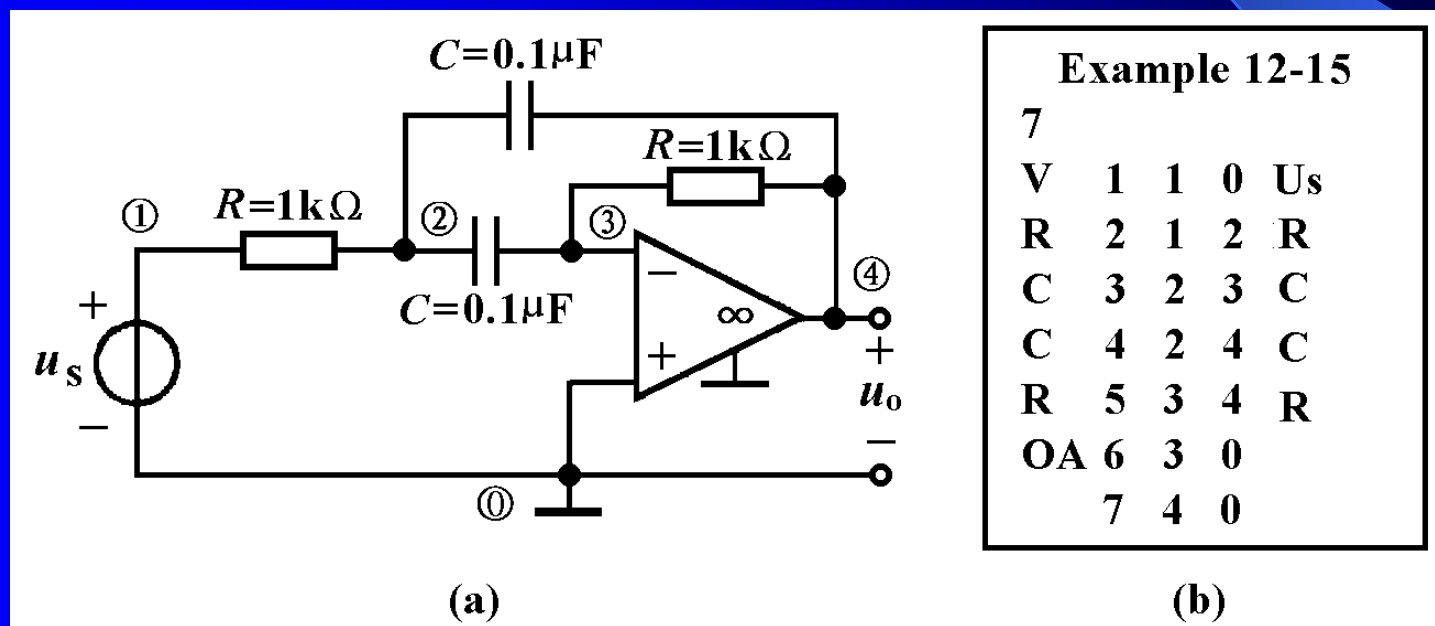 C=0.1μF
R=1kΩ
① R=1kΩ ② ③
④
C=0.1μF
− ∞ +
+ us −
+ uo −
⓪
(a)
Example 12-15
7
V 1 1 0 Us
R 2 1 2 R
C 3 2 3 C
C 4 2 4 C
R 5 3 4 R
OA 6 3 0
7 4 0
(b)